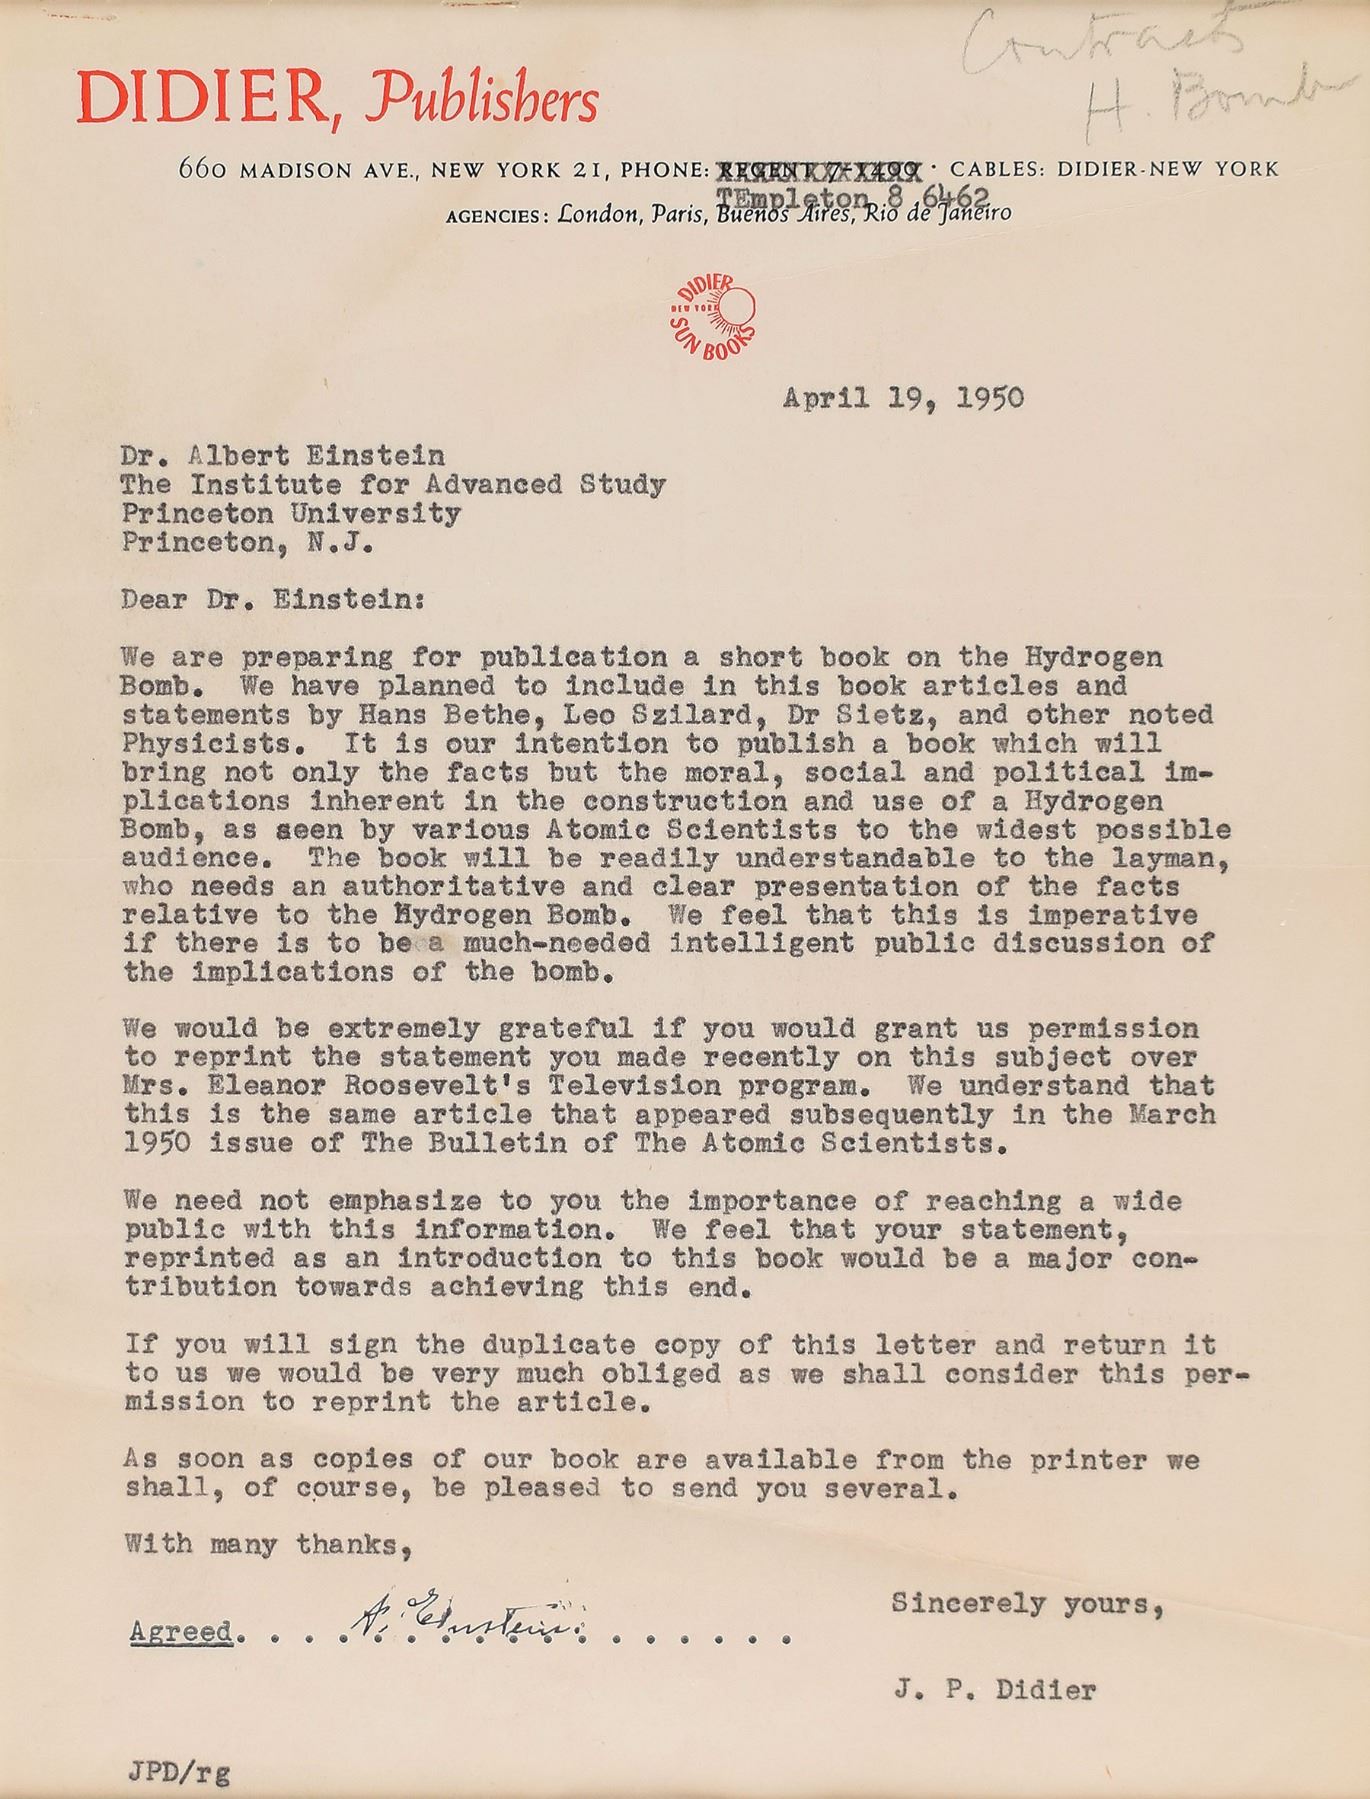 Contracts
H. Bomb
DIDIER, Publishers
660 MADISON AVE., NEW YORK 21, PHONE: REGENT 7-1499 · CABLES: DIDIER-NEW YORK
TEmpleton 8 6462
AGENCIES: London, Paris, Buenos Aires, Rio de Janeiro
DIDIER
NEW YORK
SUN BOOKS
April 19, 1950
Dr. Albert Einstein
The Institute for Advanced Study
Princeton University
Princeton, N.J.
Dear Dr. Einstein:
We are preparing for publication a short book on the Hydrogen
Bomb. We have planned to include in this book articles and
statements by Hans Bethe, Leo Szilard, Dr Sietz, and other noted
Physicists. It is our intention to publish a book which will
bring not only the facts but the moral, social and political im-
plications inherent in the construction and use of a Hydrogen
Bomb, as seen by various Atomic Scientists to the widest possible
audience. The book will be readily understandable to the layman,
who needs an authoritative and clear presentation of the facts
relative to the Hydrogen Bomb. We feel that this is imperative
if there is to be a much-needed intelligent public discussion of
the implications of the bomb.
We would be extremely grateful if you would grant us permission
to reprint the statement you made recently on this subject over
Mrs. Eleanor Roosevelt's Television program. We understand that
this is the same article that appeared subsequently in the March
1950 issue of The Bulletin of The Atomic Scientists.
We need not emphasize to you the importance of reaching a wide
public with this information. We feel that your statement,
reprinted as an introduction to this book would be a major con-
tribution towards achieving this end.
If you will sign the duplicate copy of this letter and return it
to us we would be very much obliged as we shall consider this per-
mission to reprint the article.
As soon as copies of our book are available from the printer we
shall, of course, be pleased to send you several.
With many thanks,
Sincerely yours,
Agreed. . . . . . . . . . . . . . . . . A. Einstein.
J. P. Didier
JPD/rg